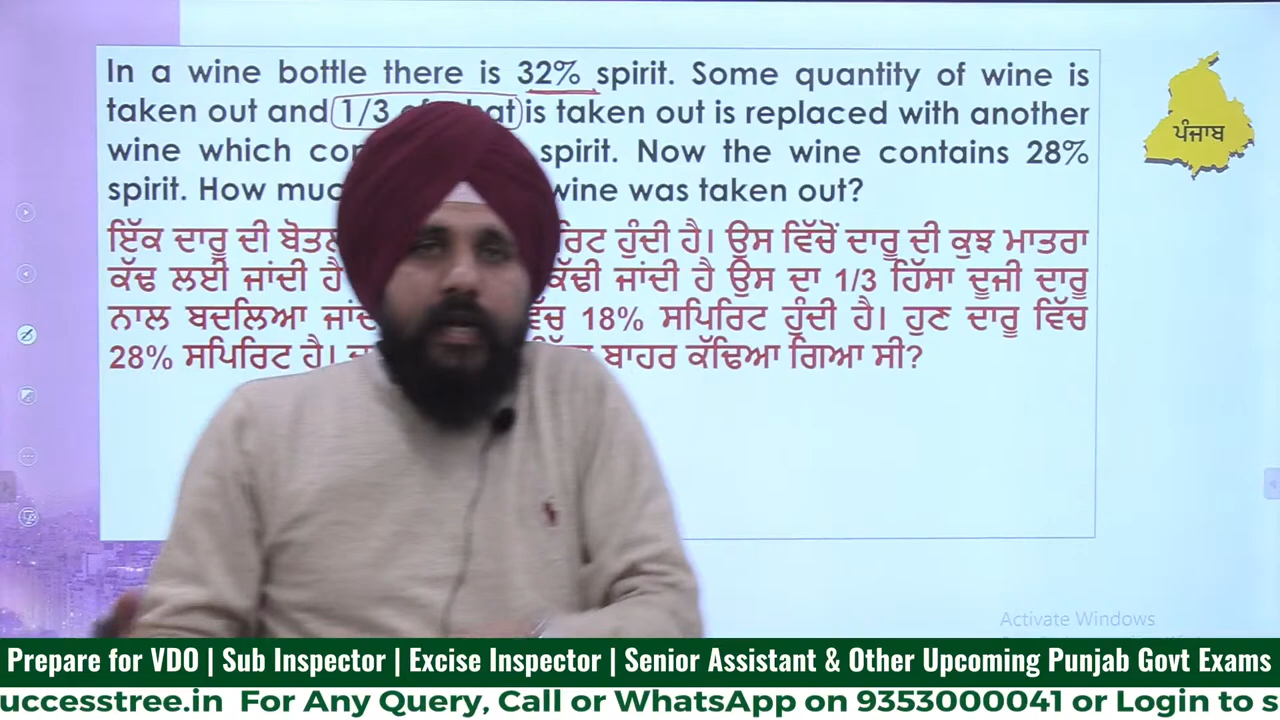 In a wine bottle there is 32% spirit. Some quantity of wine is
taken out and 1/3 is taken out is replaced with another
wine which spirit. Now the wine contains 28%
spirit. How wine was taken out?
ਇੱਕ ਦਾਰੂ ਦੀ ਹੁੰਦੀ ਹੈ। ਉਸ ਵਿੱਚੋਂ ਦਾਰੂ ਦੀ ਕੁਝ ਮਾਤਰਾ
ਕੱਢ ਲਈ ਜਾਂਦੀ ਹੈ ਕੱਢੀ ਜਾਂਦੀ ਹੈ ਉਸ ਦਾ 1/3 ਹਿੱਸਾ ਦੂਜੀ ਦਾਰੂ
ਨਾਲ ਬਦਲਿਆ 18% ਸਪਿਰਿਟ ਹੁੰਦੀ ਹੈ। ਹੁਣ ਦਾਰੂ ਵਿੱਚ
28% ਸਪਿਰਿਟ ਹੈ। ਬਾਹਰ ਕੱਢਿਆ ਗਿਆ ਸੀ?
ਪੰਜਾਬ
Activate Windows
Prepare for VDO | Sub Inspector | Excise Inspector | Senior Assistant & Other Upcoming Punjab Govt Exams
uccesstree.in For Any Query, Call or WhatsApp on 9353000041 or Login to s